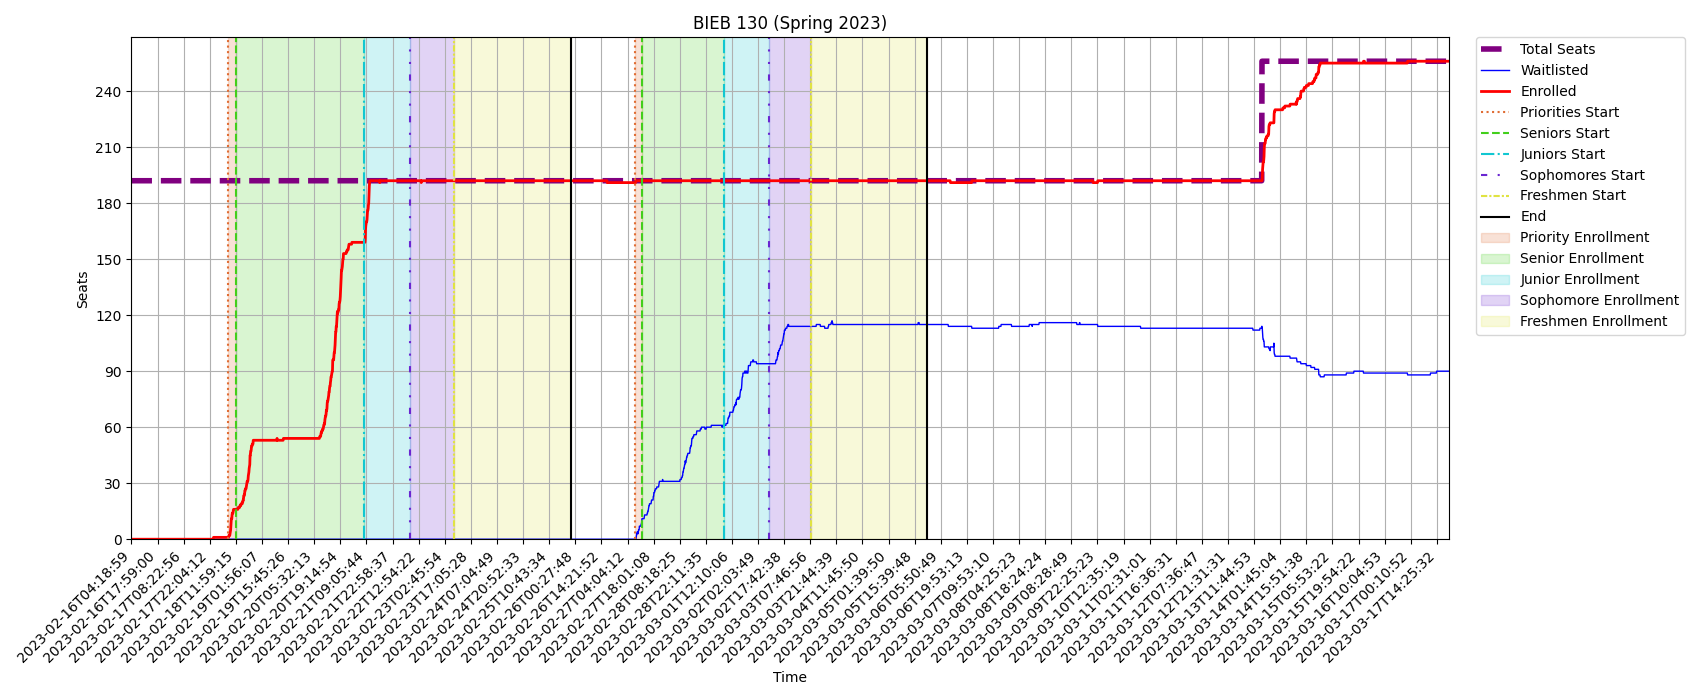 BIEB 130 (Spring 2023)
Seats
240
210
180
150
120
90
60
30
0
2023-02-16T04:18:59
2023-02-16T17:59:00
2023-02-17T08:22:56
2023-02-17T22:04:12
2023-02-18T11:59:15
2023-02-19T01:56:07
2023-02-19T15:45:26
2023-02-20T05:32:13
2023-02-20T19:14:54
2023-02-21T09:05:44
2023-02-21T22:58:37
2023-02-22T12:54:22
2023-02-23T02:45:54
2023-02-23T17:05:28
2023-02-24T07:04:49
2023-02-24T20:52:33
2023-02-25T10:43:34
2023-02-26T00:27:48
2023-02-26T14:21:52
2023-02-27T04:04:12
2023-02-27T18:01:08
2023-02-28T08:18:25
2023-02-28T22:11:35
2023-03-01T12:10:06
2023-03-02T02:03:49
2023-03-02T17:42:38
2023-03-03T07:46:56
2023-03-03T21:44:39
2023-03-04T11:45:50
2023-03-05T01:39:50
2023-03-05T15:39:48
2023-03-06T05:50:49
2023-03-06T19:53:13
2023-03-07T09:53:10
2023-03-08T04:25:23
2023-03-08T18:24:24
2023-03-09T08:28:49
2023-03-09T22:25:23
2023-03-10T12:35:19
2023-03-11T02:31:01
2023-03-11T16:36:31
2023-03-12T07:36:47
2023-03-12T21:31:31
2023-03-13T11:44:53
2023-03-14T01:45:04
2023-03-14T15:51:38
2023-03-15T05:53:22
2023-03-15T19:54:22
2023-03-16T10:04:53
2023-03-17T00:10:52
2023-03-17T14:25:32
Time
Total Seats
Waitlisted
Enrolled
Priorities Start
Seniors Start
Juniors Start
Sophomores Start
Freshmen Start
End
Priority Enrollment
Senior Enrollment
Junior Enrollment
Sophomore Enrollment
Freshmen Enrollment